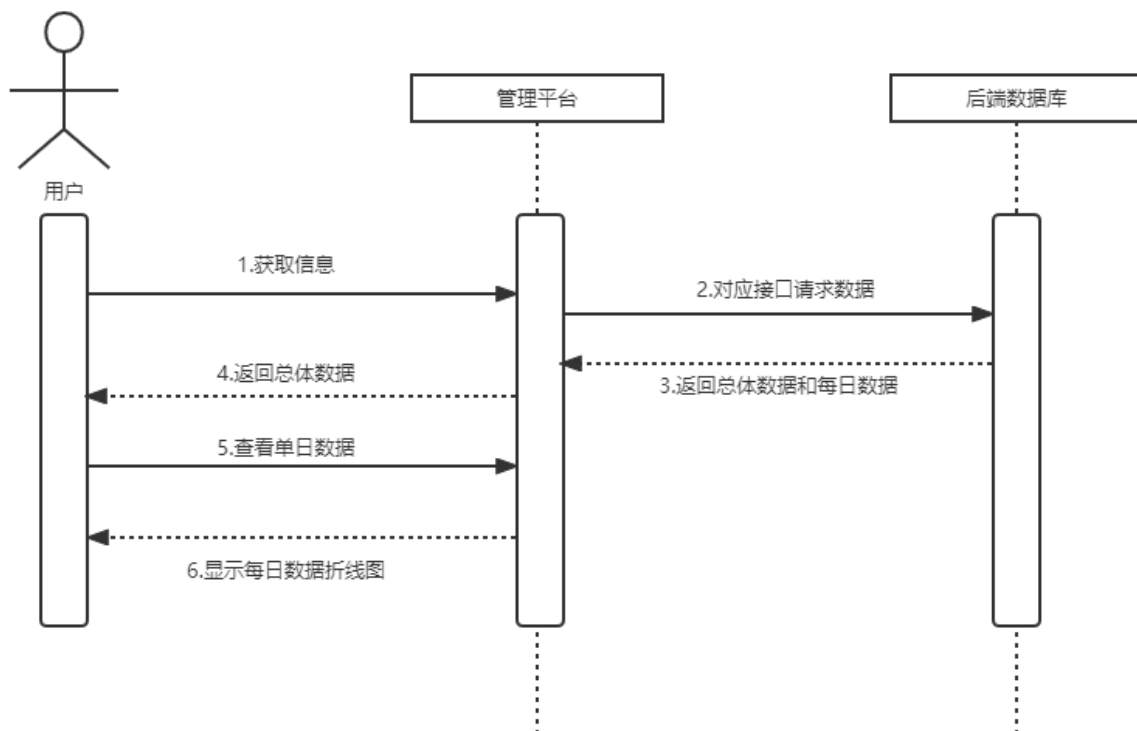 管理平台
后端数据库
用户
1.获取信息
2.对应接口请求数据
4.返回总体数据
3.返回总体数据和每日数据
5.查看单日数据
6.显示每日数据折线图